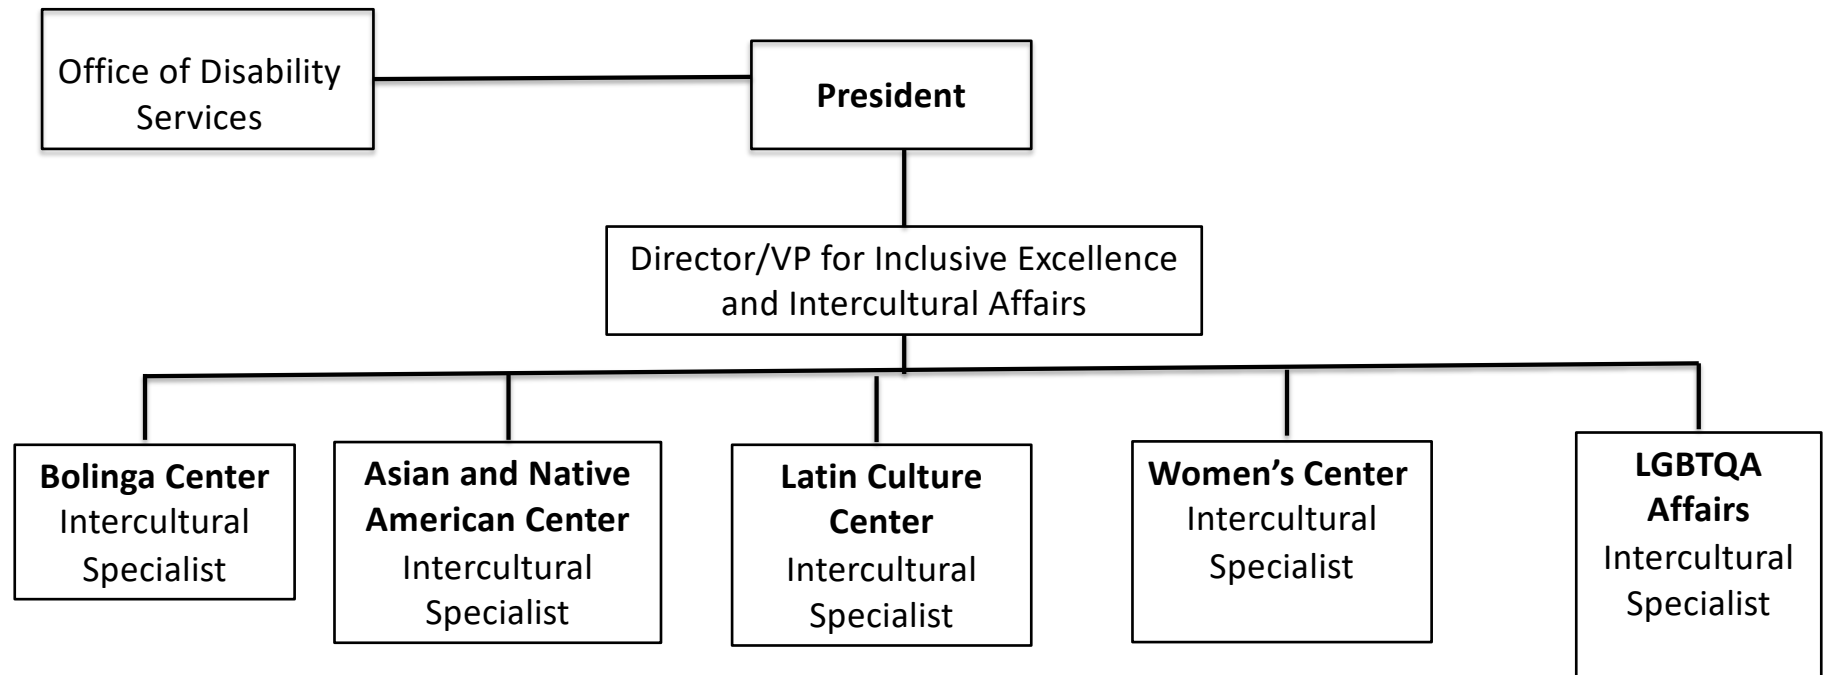 Office of Disability
Services
President
Director/VP for Inclusive Excellence
and Intercultural Affairs
Bolinga Center
Intercultural
Specialist
Asian and Native
American Center
Intercultural
Specialist
Latin Culture
Center
Intercultural
Specialist
Women’s Center
Intercultural
Specialist
LGBTQA
Affairs
Intercultural
Specialist